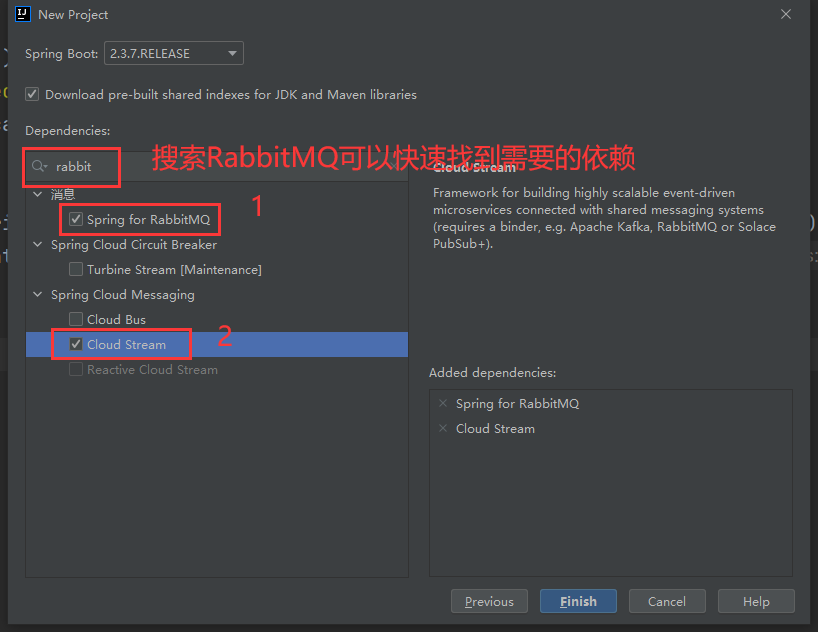 New Project
Spring Boot: 2.3.7.RELEASE
Download pre-built shared indexes for JDK and Maven libraries
Dependencies:
rabbit
搜索RabbitMQ可以快速找到需要的依赖
消息
Spring for RabbitMQ
1
Spring Cloud Circuit Breaker
Turbine Stream [Maintenance]
Spring Cloud Messaging
Cloud Bus
Cloud Stream
2
Reactive Cloud Stream
Cloud Stream
Framework for building highly scalable event-driven
microservices connected with shared messaging systems
(requires a binder, e.g. Apache Kafka, RabbitMQ or Solace
PubSub+).
Added dependencies:
Spring for RabbitMQ
Cloud Stream
Previous
Finish
Cancel
Help